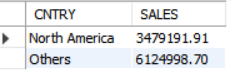 CNTRY SALES
North America 3479191.91
Others 6124998.70